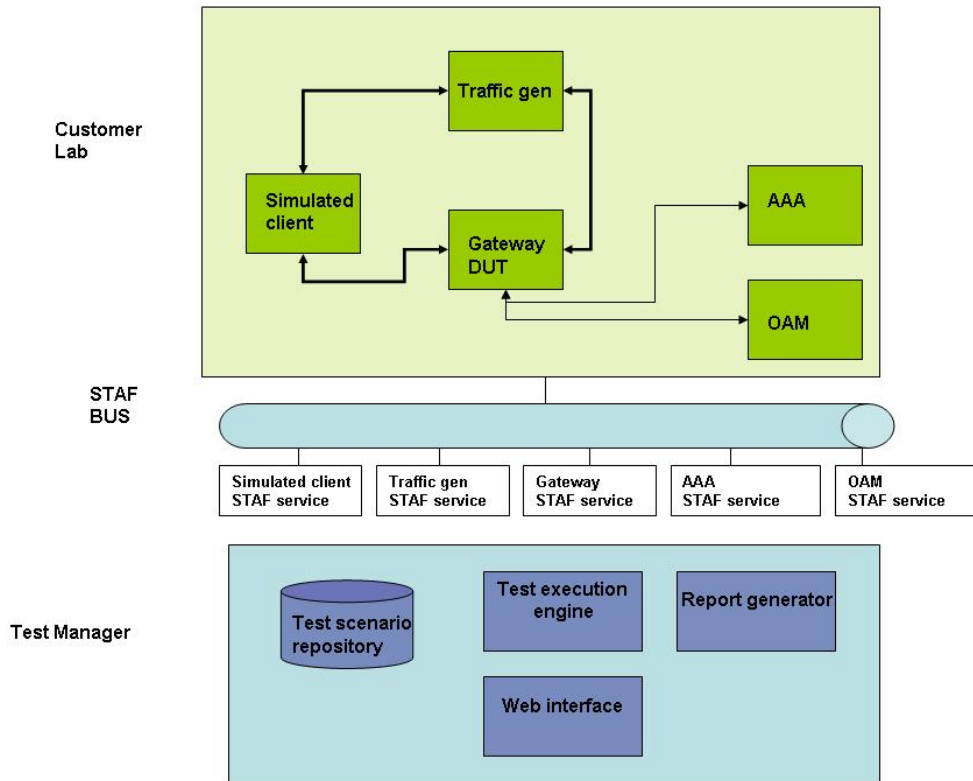 Traffic gen
Customer
Lab
Simulated
client
AAA
Gateway
DUT
OAM
STAF
BUS
Simulated client
STAF service
Traffic gen
STAF service
Gateway
STAF service
AAA
STAF service
OAM
STAF service
Test execution
engine
Report generator
Test scenario
repository
Test Manager
Web interface